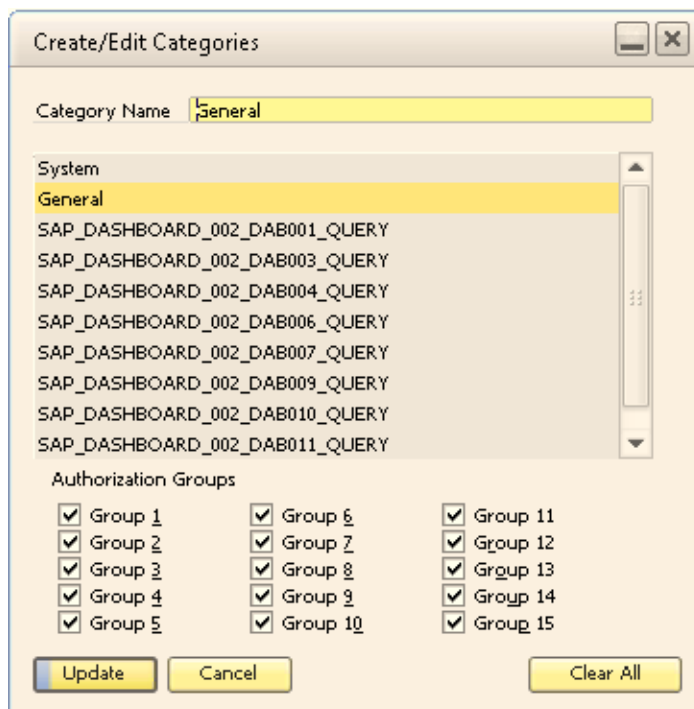 Create/Edit Categories
Category Name General
System
General
SAP_DASHBOARD_002_DAB001_QUERY
SAP_DASHBOARD_002_DAB003_QUERY
SAP_DASHBOARD_002_DAB004_QUERY
SAP_DASHBOARD_002_DAB006_QUERY
SAP_DASHBOARD_002_DAB007_QUERY
SAP_DASHBOARD_002_DAB009_QUERY
SAP_DASHBOARD_002_DAB010_QUERY
SAP_DASHBOARD_002_DAB011_QUERY
Authorization Groups
Group 1 Group 6 Group 11
Group 2 Group 7 Group 12
Group 3 Group 8 Group 13
Group 4 Group 9 Group 14
Group 5 Group 10 Group 15
Update Cancel Clear All